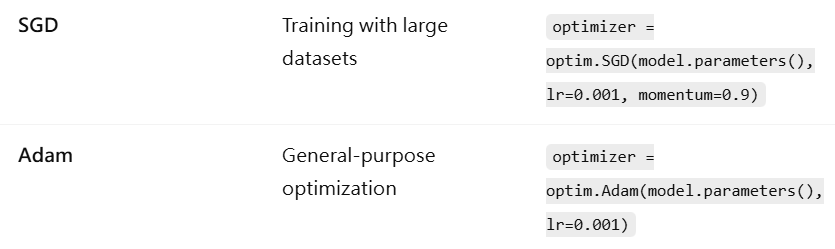 SGD
Training with large
datasets
optimizer =
optim.SGD(model.parameters(),
lr=0.001, momentum=0.9)
Adam
General-purpose
optimization
optimizer =
optim.Adam(model.parameters(),
lr=0.001)